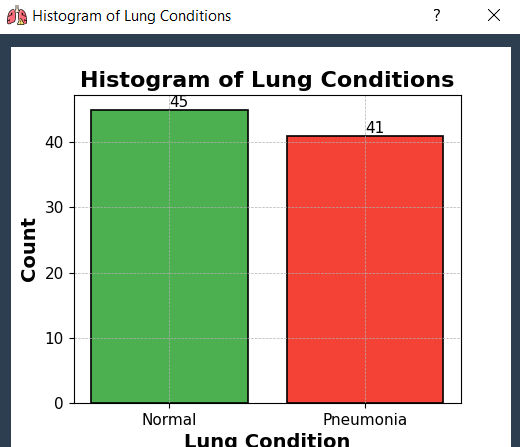 Histogram of Lung Conditions
?
Histogram of Lung Conditions
45
41
40
30
20
10
0
Count
Normal Pneumonia
Lung Condition